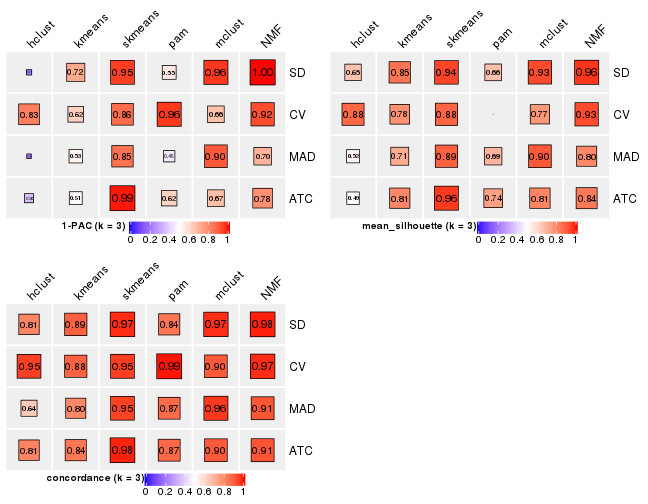 hclust kmeans skmeans pam mclust NMF
0.72 0.95 0.53 0.96 1.00 SD
0.83 0.62 0.86 0.96 0.66 0.92 CV
0.53 0.85 0.45 0.90 0.70 MAD
0.51 0.99 0.62 0.67 0.78 ATC
1-PAC (k = 3)
0 0.2 0.4 0.6 0.8 1
hclust kmeans skmeans pam mclust NMF
0.65 0.85 0.94 0.66 0.93 0.96 SD
0.88 0.78 0.88 0.77 0.93 CV
0.52 0.71 0.89 0.69 0.90 0.80 MAD
0.49 0.81 0.96 0.74 0.81 0.84 ATC
mean_silhouette (k = 3)
0 0.2 0.4 0.6 0.8 1
hclust kmeans skmeans pam mclust NMF
0.81 0.89 0.97 0.84 0.97 0.98 SD
0.95 0.88 0.95 0.99 0.90 0.97 CV
0.64 0.80 0.95 0.87 0.96 0.91 MAD
0.81 0.84 0.98 0.87 0.90 0.91 ATC
concordance (k = 3)
0 0.2 0.4 0.6 0.8 1